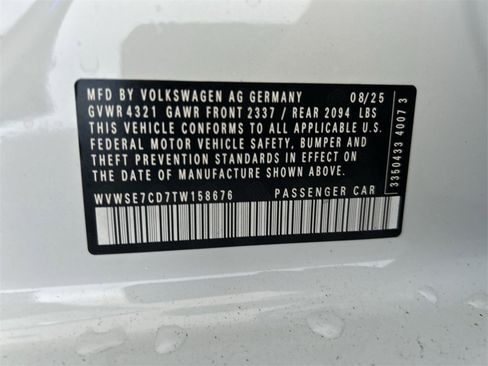 MFD BY VOLKSWAGEN AG GERMANY 08/25
GVWR 4321 GAWR FRONT 2337 / REAR 2094 LBS
THIS VEHICLE CONFORMS TO ALL APPLICABLE U.S.
FEDERAL MOTOR VEHICLE SAFETY, BUMPER AND
THEFT PREVENTION STANDARDS IN EFFECT ON
THE DATE OF MANUFACTURE SHOWN ABOVE.
WVWSE7CD7TW158676 PASSENGER CAR
3350433 4007 3